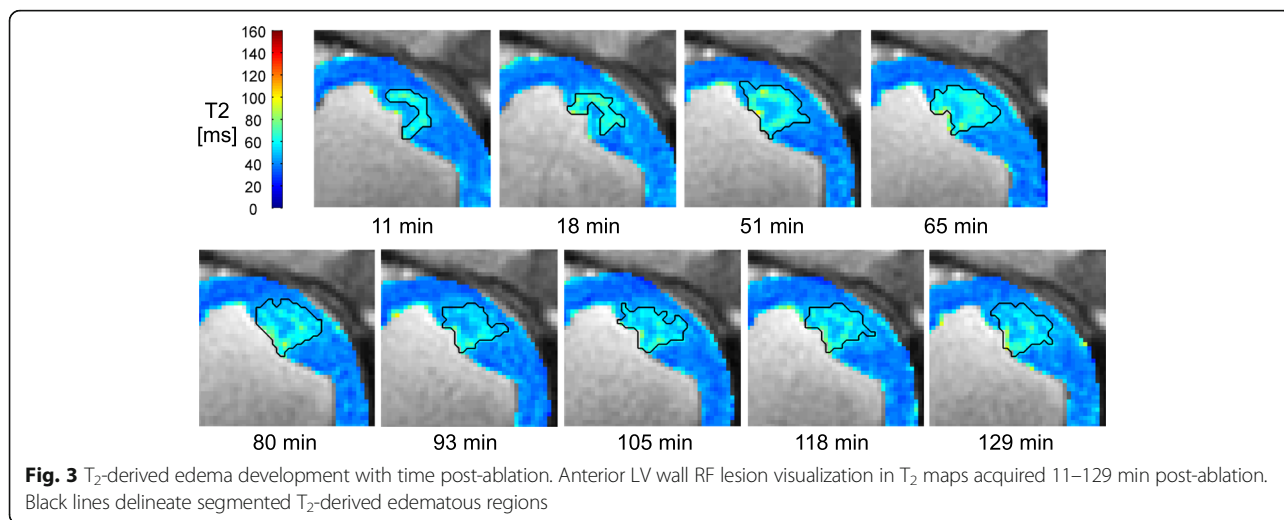 160
140
120
T2 100
[ms] 80
60
40
20
0
11 min 18 min 51 min 65 min
80 min 93 min 105 min 118 min 129 min
Fig. 3 T₂-derived edema development with time post-ablation. Anterior LV wall RF lesion visualization in T₂ maps acquired 11–129 min post-ablation.
Black lines delineate segmented T₂-derived edematous regions